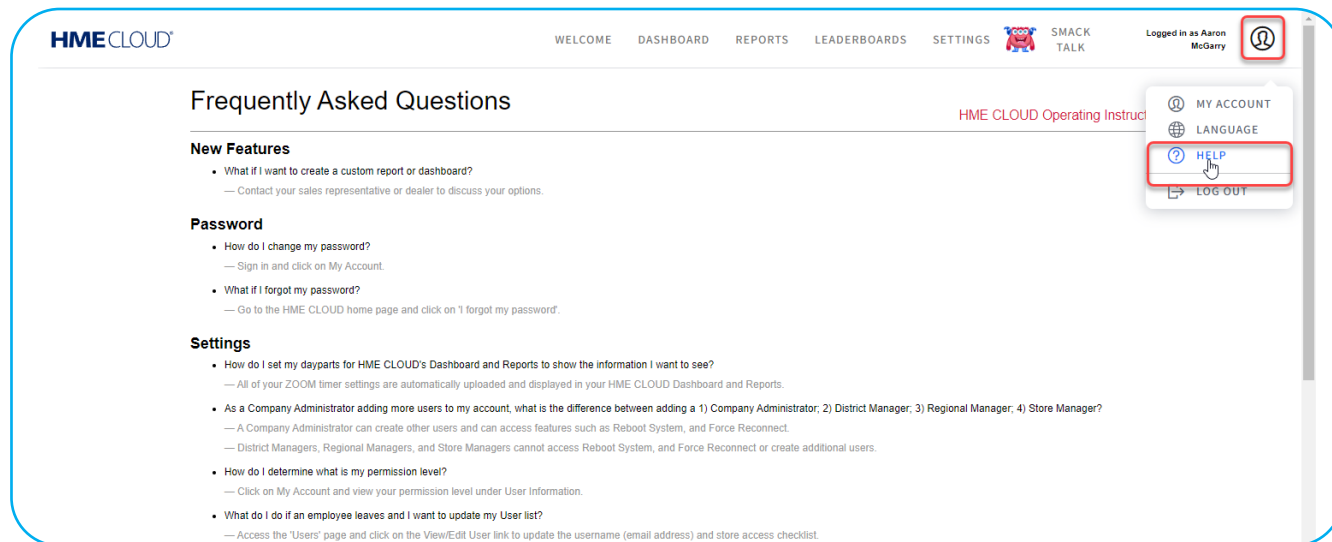 HME CLOUD®
WELCOME DASHBOARD REPORTS LEADERBOARDS SETTINGS SMACK TALK
Logged in as Aaron McGarry
Frequently Asked Questions
HME CLOUD Operating Instruc
MY ACCOUNT
LANGUAGE
HELP
LOG OUT
New Features
• What if I want to create a custom report or dashboard?
— Contact your sales representative or dealer to discuss your options.
Password
• How do I change my password?
— Sign in and click on My Account.
• What if I forgot my password?
— Go to the HME CLOUD home page and click on 'I forgot my password'.
Settings
• How do I set my dayparts for HME CLOUD's Dashboard and Reports to show the information I want to see?
— All of your ZOOM timer settings are automatically uploaded and displayed in your HME CLOUD Dashboard and Reports.
• As a Company Administrator adding more users to my account, what is the difference between adding a 1) Company Administrator; 2) District Manager; 3) Regional Manager; 4) Store Manager?
— A Company Administrator can create other users and can access features such as Reboot System, and Force Reconnect.
— District Managers, Regional Managers, and Store Managers cannot access Reboot System, and Force Reconnect or create additional users.
• How do I determine what is my permission level?
— Click on My Account and view your permission level under User Information.
• What do I do if an employee leaves and I want to update my User list?
— Access the 'Users' page and click on the View/Edit User link to update the username (email address) and store access checklist.